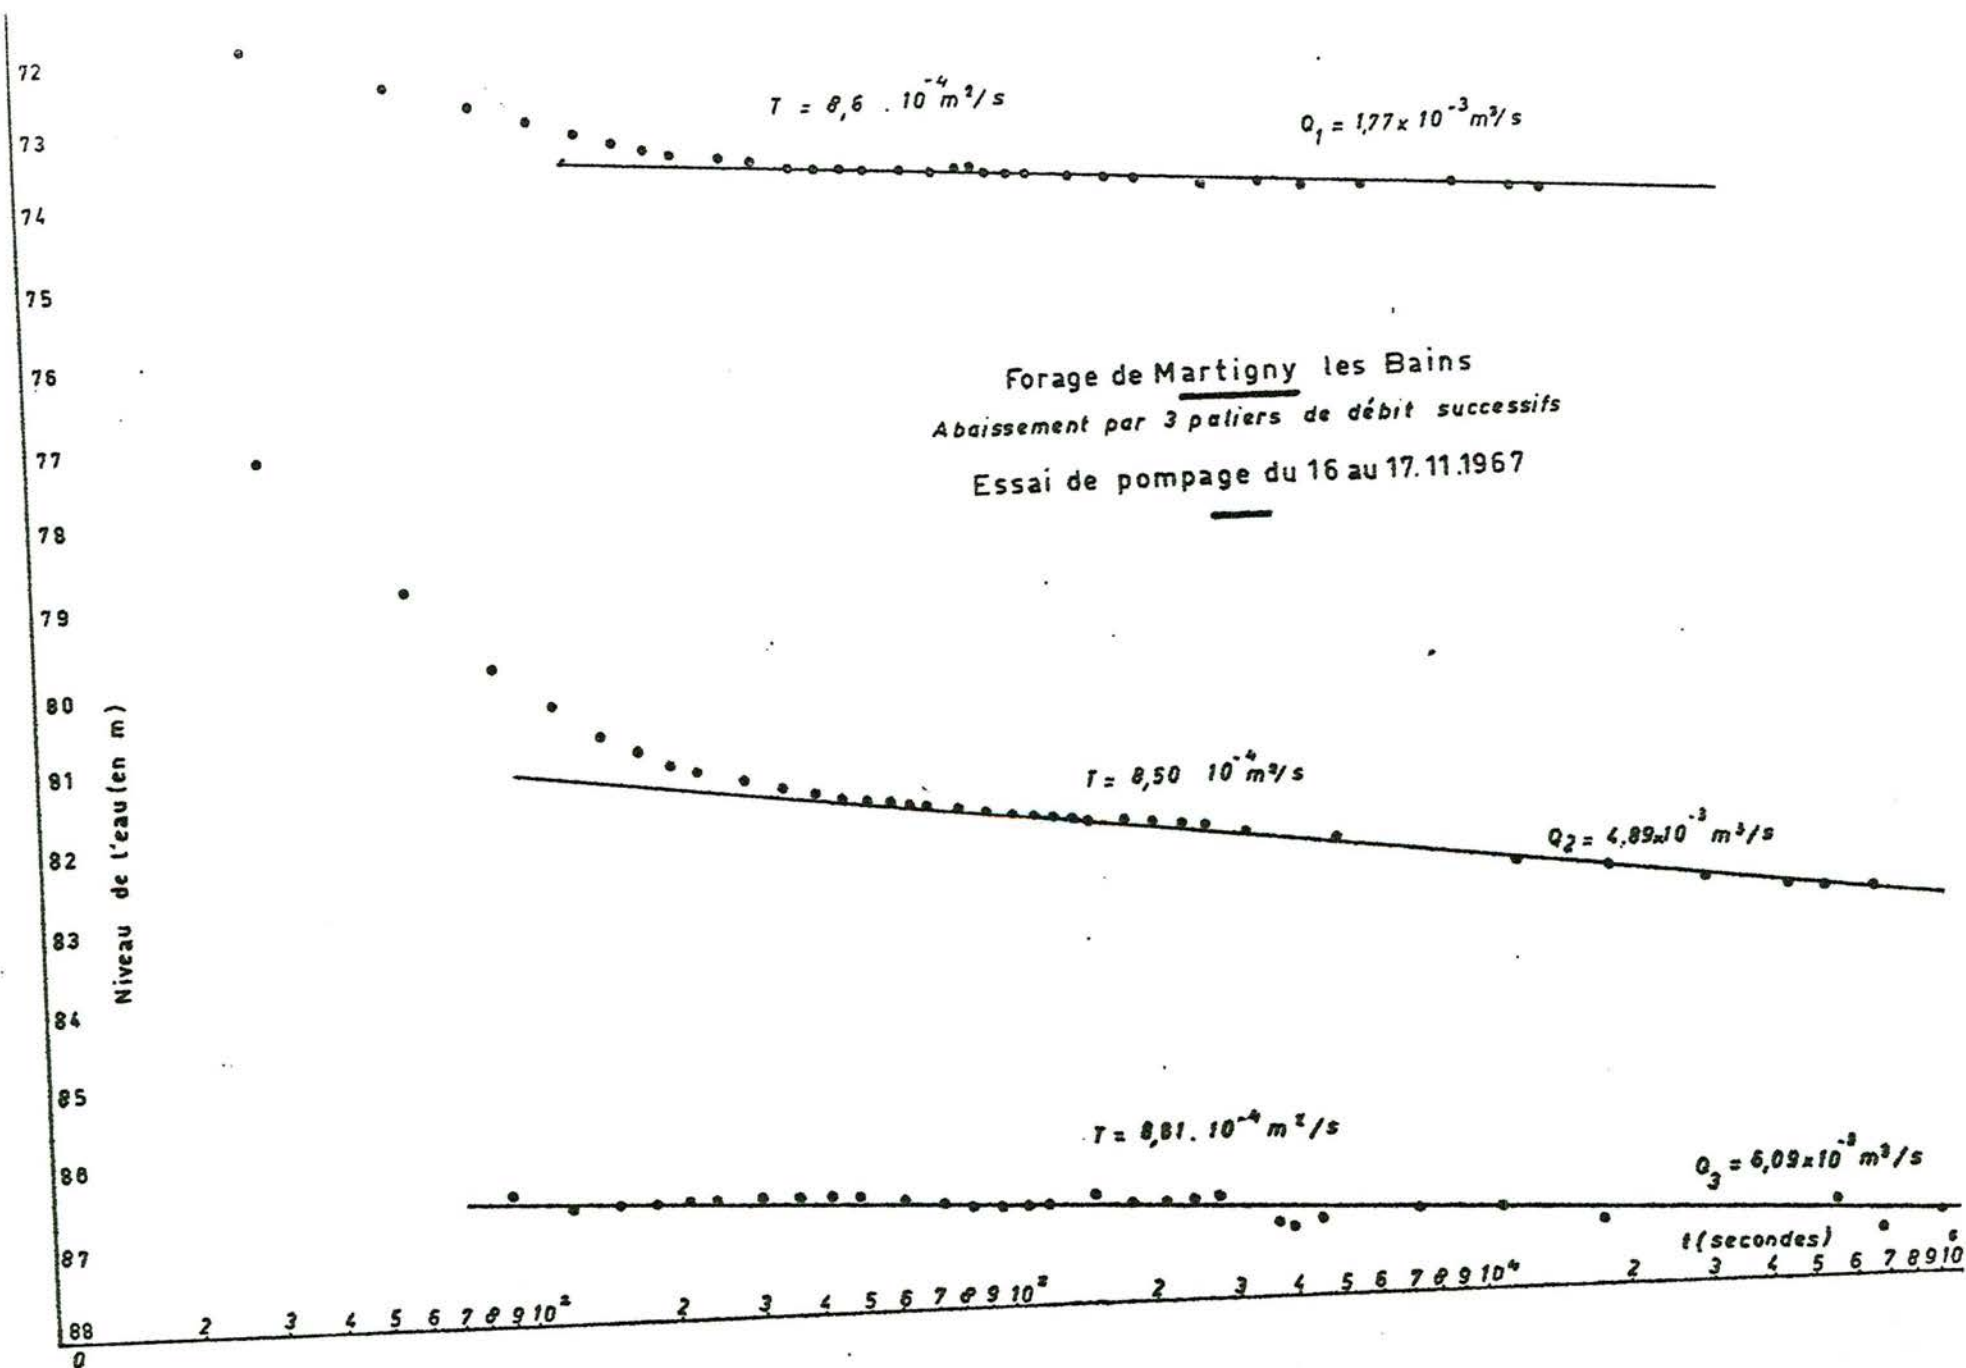 72
T = 8,6 . 10⁻⁴ m²/s
Q₁ = 1,77 x 10⁻³ m³/s
73
74
75
Forage de Martigny les Bains
76
Abaissement par 3 paliers de débit successifs
77
Essai de pompage du 16 au 17.11.1967
78
79
80
T = 8,50 10⁻⁴ m²/s
81
Q₂ = 4,89x10⁻³ m³/s
82
Niveau de l'eau (en m)
83
84
85
T = 8,81. 10⁻⁴ m²/s
86
Q₃ = 6,09x10⁻³ m³/s
t (secondes)
87
2 3 4 5 6 7 8 9 10² 2 3 4 5 6 7 8 9 10² 2 3 4 5 6 7 8 9 10⁴ 2 3 4 5 6 7 8 9 10
88
0